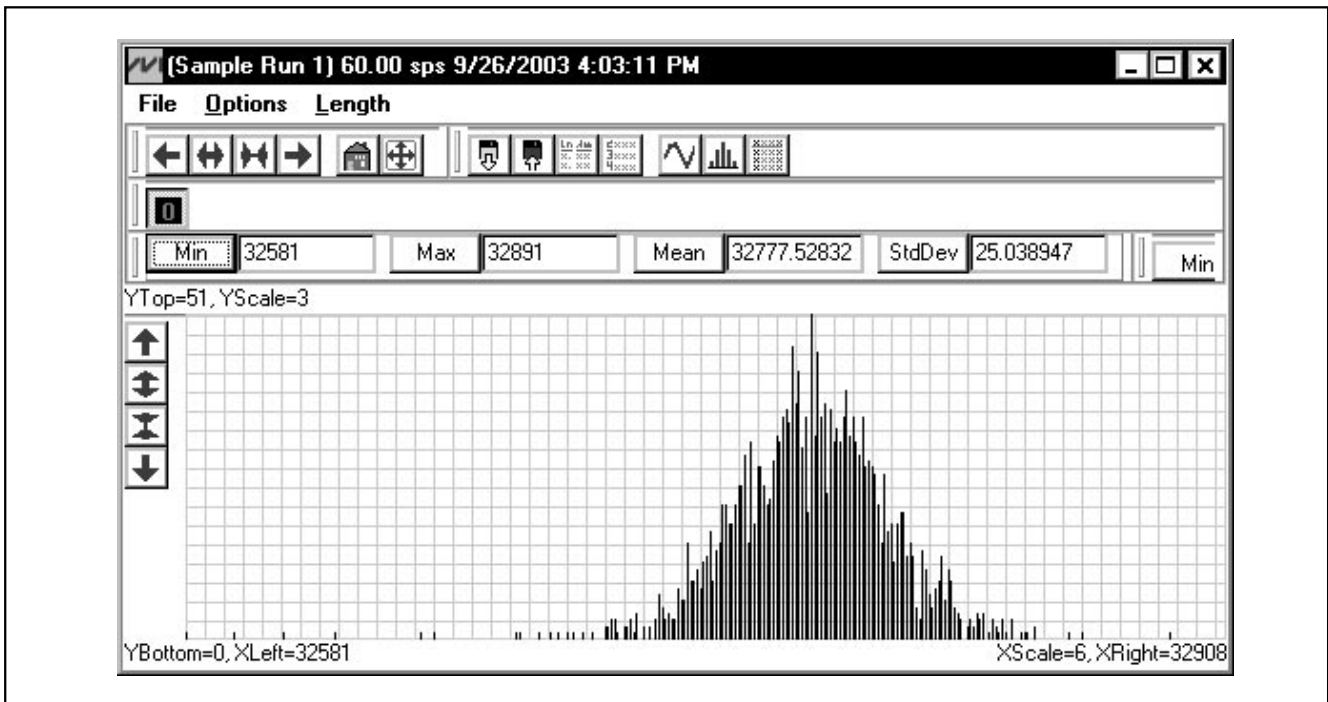 (Sample Run 1) 60.00 sps 9/26/2003 4:03:11 PM
File Options Length
0
Min 32581 Max 32891 Mean 32777.52832 StdDev 25.038947 Min
YTop=51, YScale=3
YBottom=0, XLeft=32581 XScale=6, XRight=32908